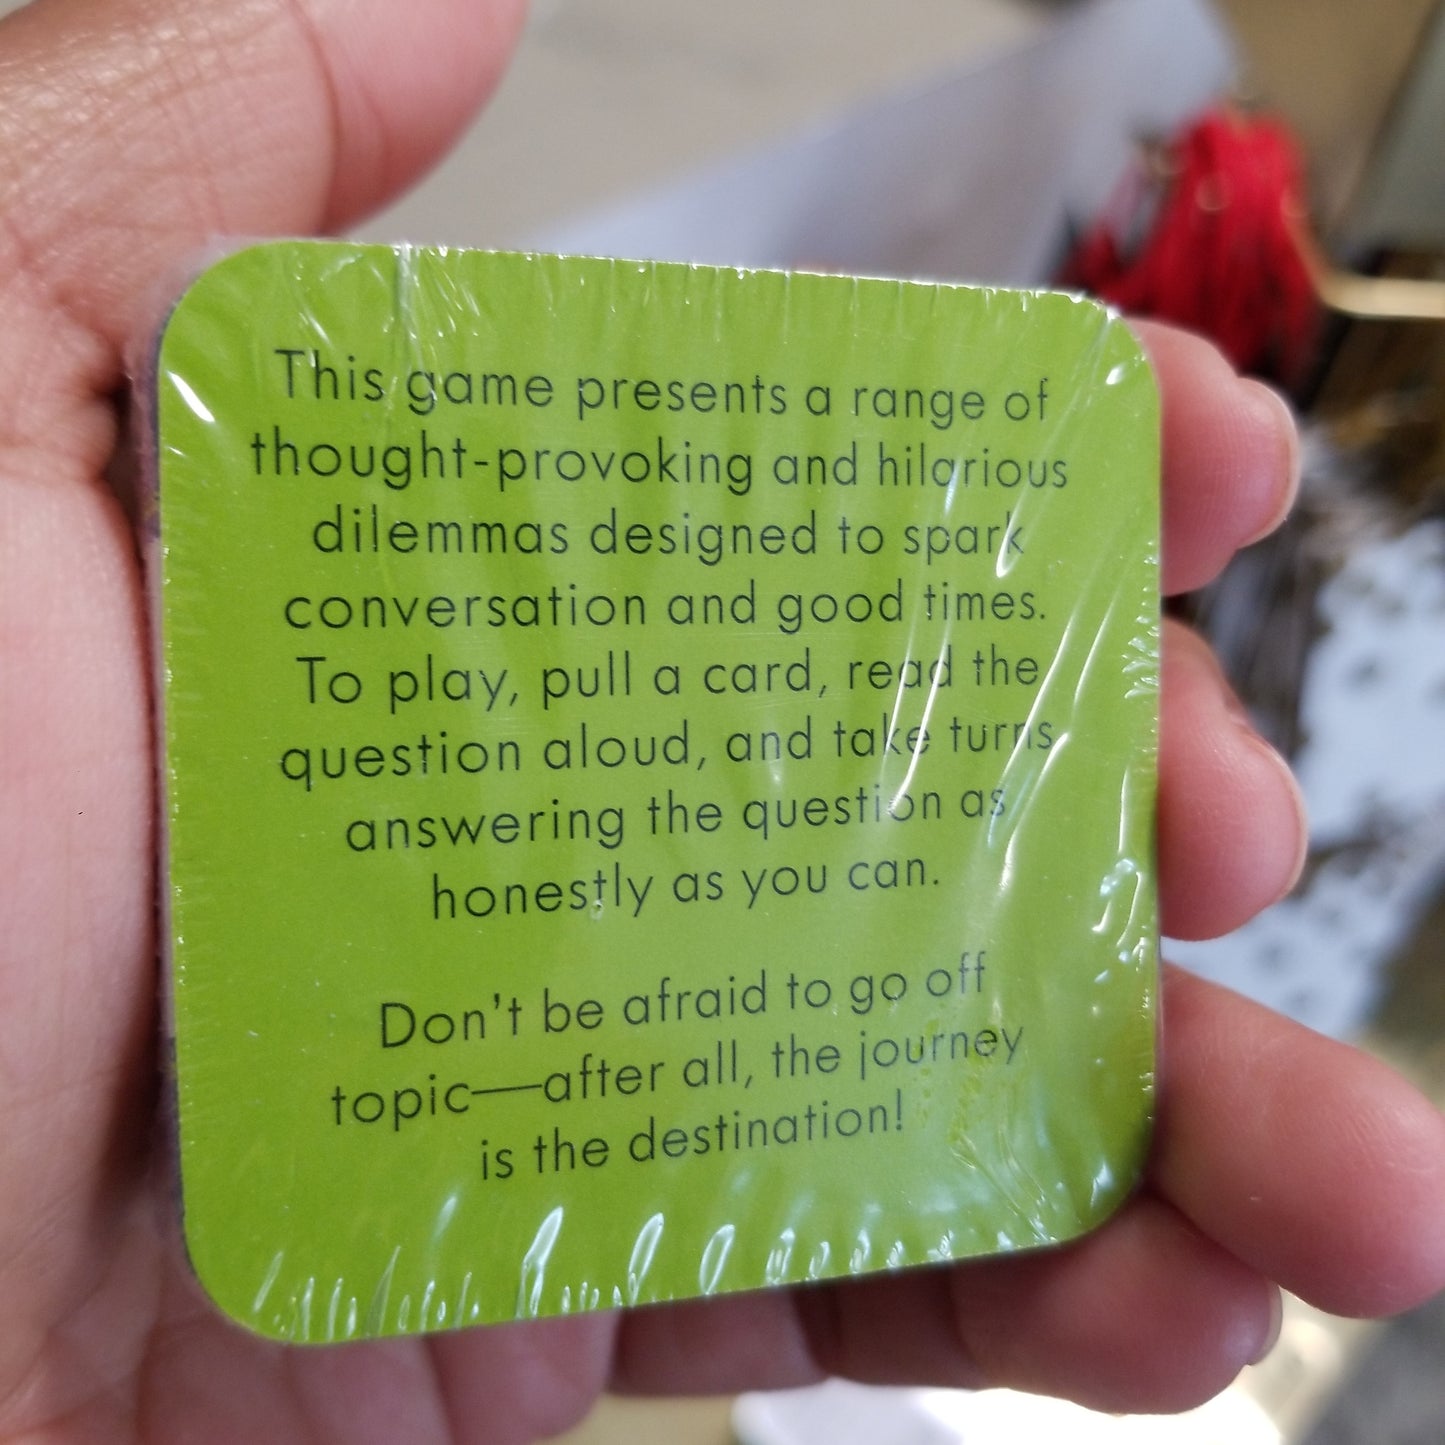 This game presents a range of
thought-provoking and hilarious
dilemmas designed to spark
conversation and good times.
To play, pull a card, read the
question aloud, and take turns
answering the question as
honestly as you can.
Don't be afraid to go off
topic—after all, the journey
is the destination!